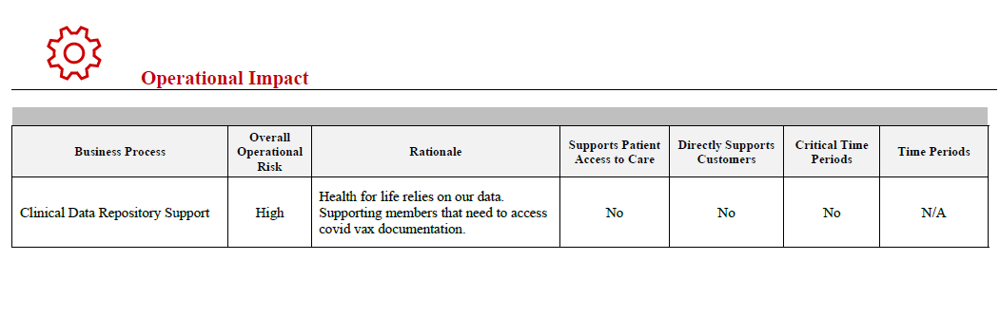 Operational Impact
Business Process
Overall
Operational
Risk
Rationale
Supports Patient
Access to Care
Directly Supports
Customers
Critical Time
Periods
Time Periods
Clinical Data Repository Support
High
Health for life relies on our data.
Supporting members that need to access
covid vax documentation.
No
No
No
N/A